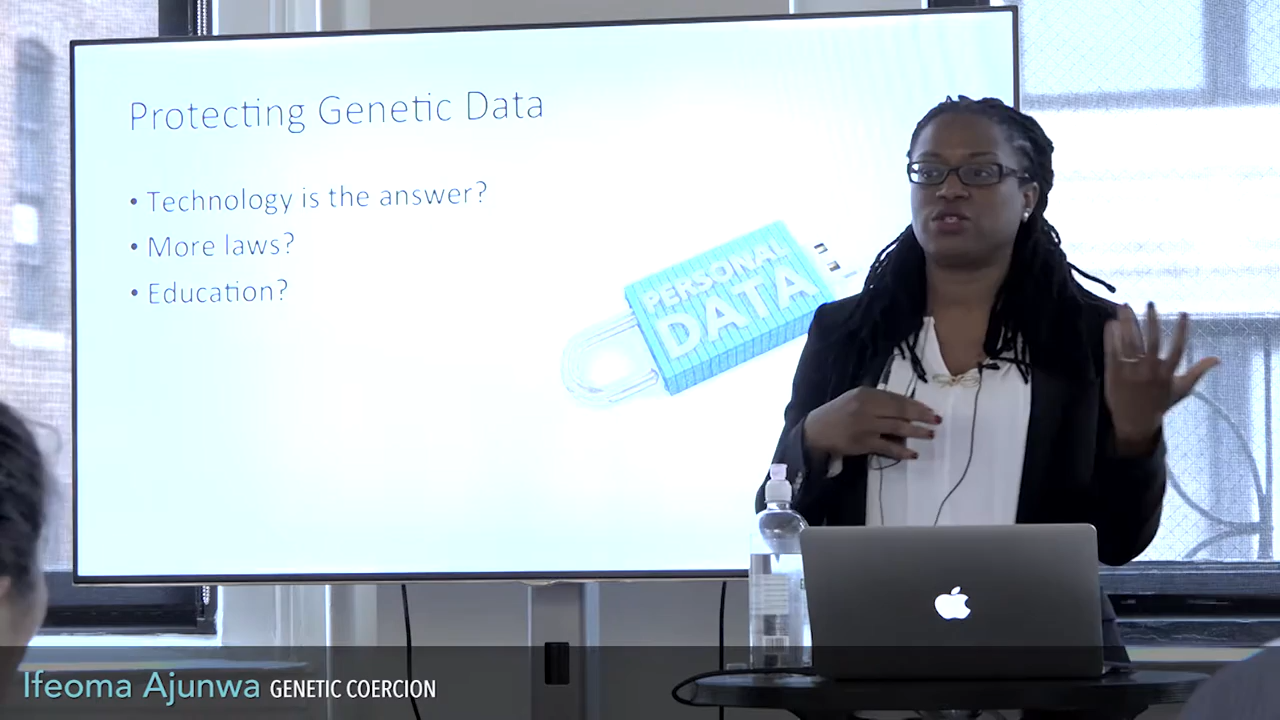 Protecting Genetic Data
• Technology is the answer?
• More laws?
• Education?
PERSONAL
DATA
Ifeoma Ajunwa GENETIC COERCION